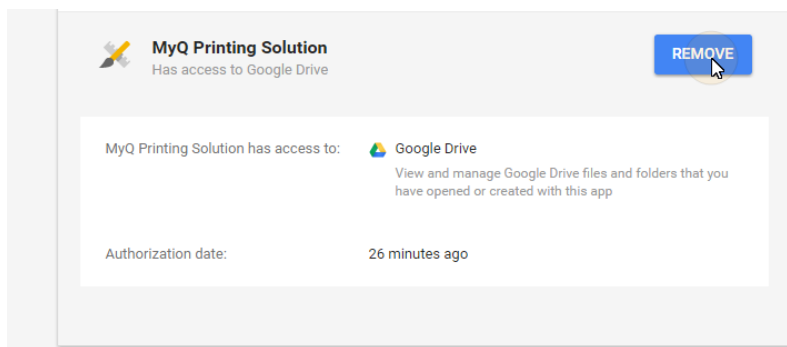 MyQ Printing Solution
Has access to Google Drive
REMOVE
MyQ Printing Solution has access to:
Google Drive
View and manage Google Drive files and folders that you
have opened or created with this app
Authorization date:
26 minutes ago